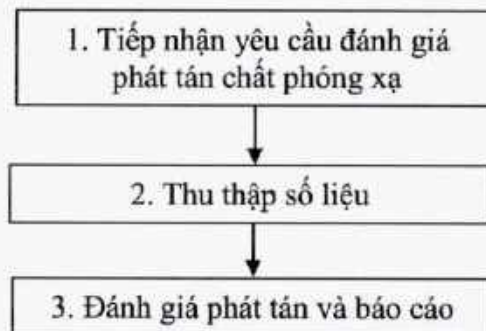 1. Tiếp nhận yêu cầu đánh giá
phát tán chất phóng xạ
2. Thu thập số liệu
3. Đánh giá phát tán và báo cáo